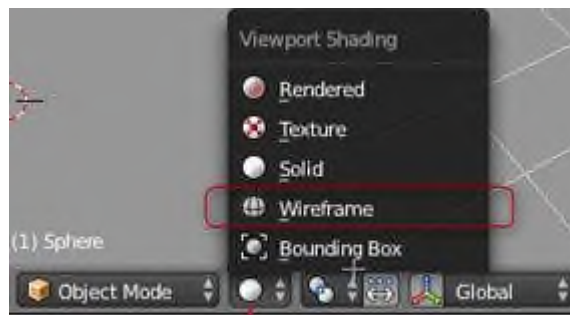 Viewport Shading
Rendered
Texture
Solid
Wireframe
Bounding Box
(1) Sphere
Object Mode
Global